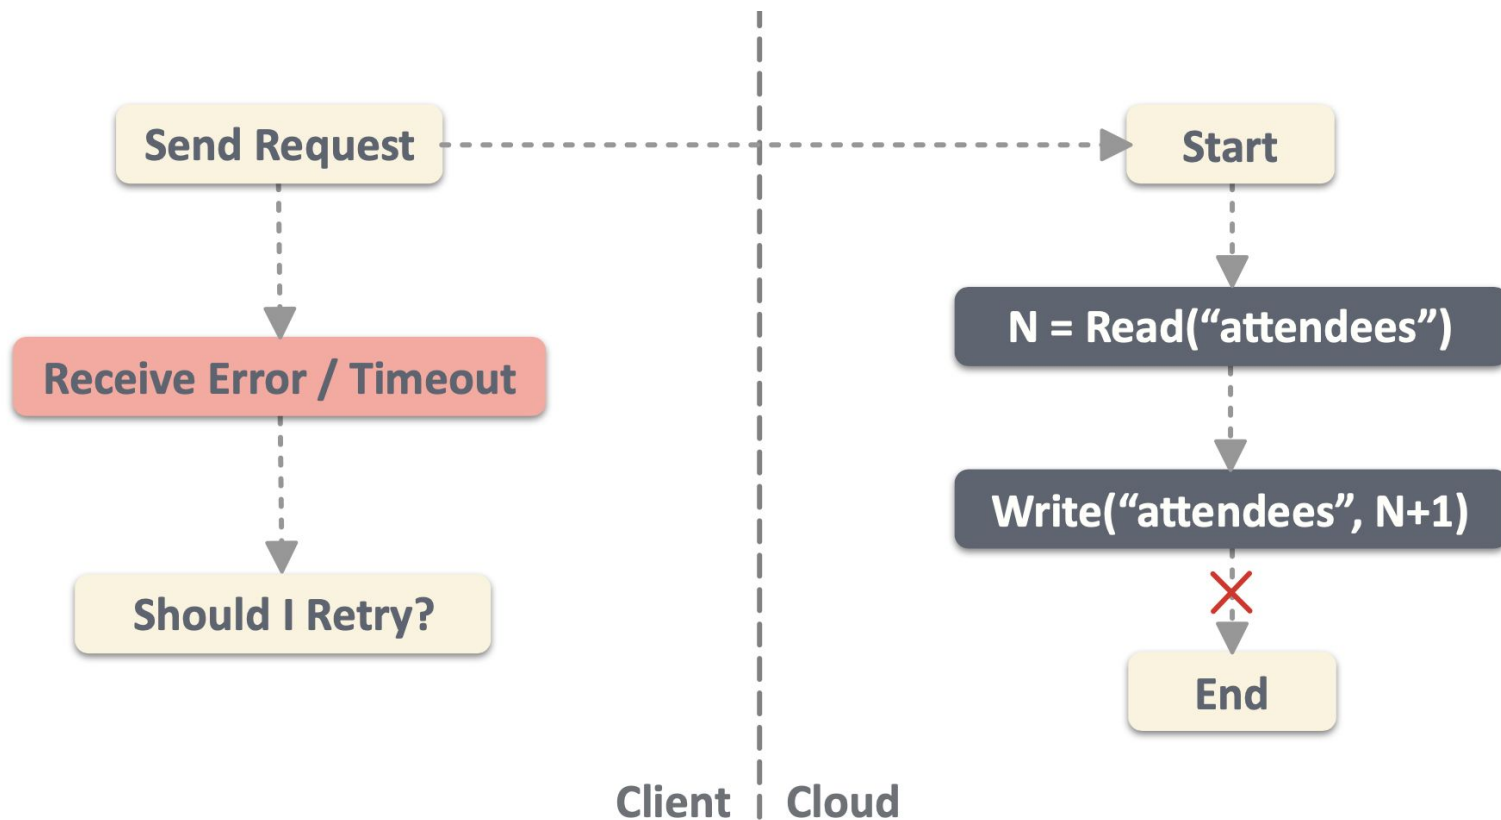 Send Request
Start
N = Read(“attendees”)
Receive Error / Timeout
Write(“attendees”, N+1)
Should I Retry?
End
Client
Cloud